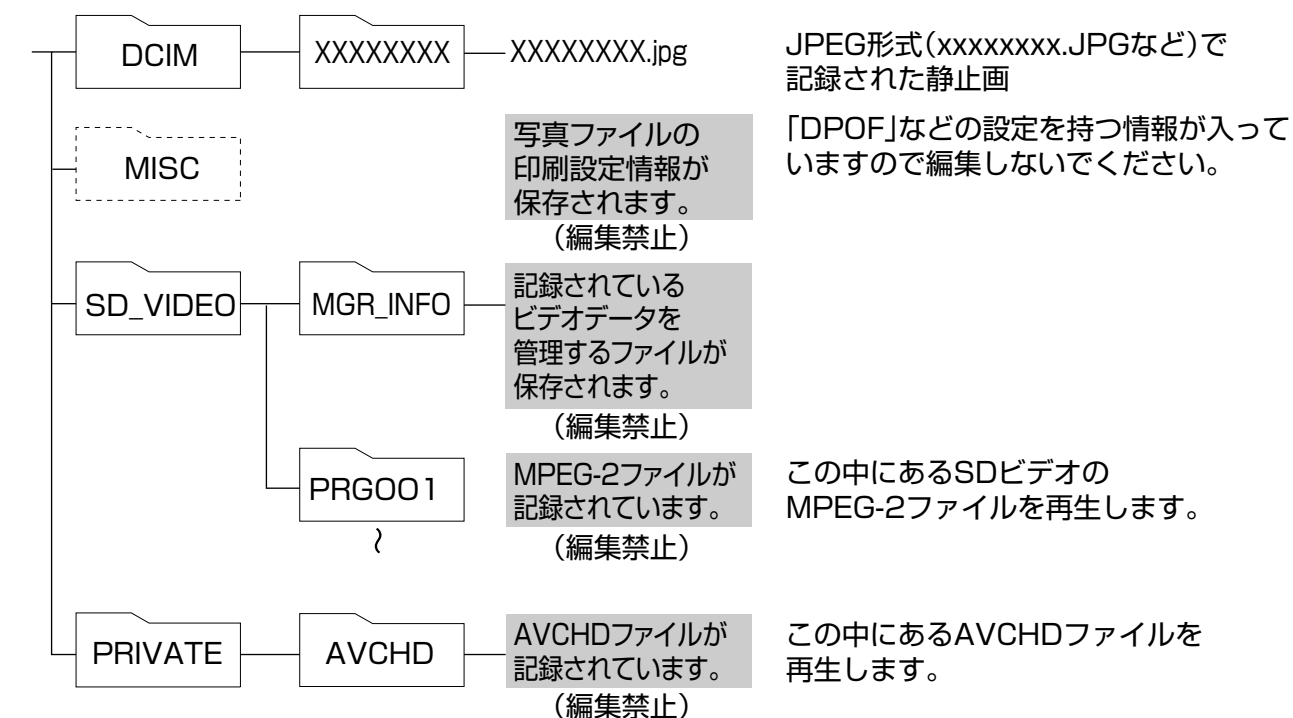 DCIM
XXXXXXXX
XXXXXXXX.jpg
JPEG形式(xxxxxxxx.JPGなど)で
記録された静止画
MISC
写真ファイルの
印刷設定情報が
保存されます。
(編集禁止)
「DPOF」などの設定を持つ情報が入って
いますので編集しないでください。
SD_VIDEO
MGR_INFO
記録されている
ビデオデータを
管理するファイルが
保存されます。
(編集禁止)
PRG001
~
MPEG-2ファイルが
記録されています。
(編集禁止)
この中にあるSDビデオの
MPEG-2ファイルを再生します。
PRIVATE
AVCHD
AVCHDファイルが
記録されています。
(編集禁止)
この中にあるAVCHDファイルを
再生します。